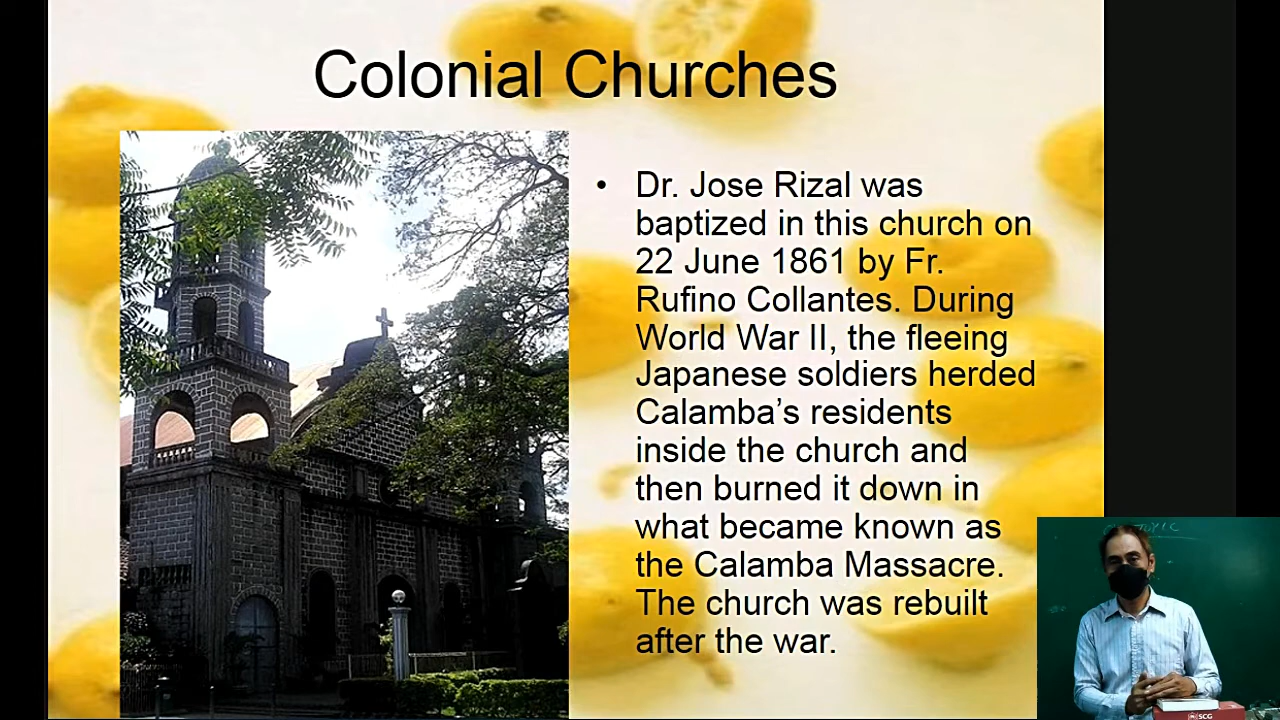 Colonial Churches
• Dr. Jose Rizal was
baptized in this church on
22 June 1861 by Fr.
Rufino Collantes. During
World War II, the fleeing
Japanese soldiers herded
Calamba’s residents
inside the church and
then burned it down in
what became known as
the Calamba Massacre.
The church was rebuilt
after the war.
SCG